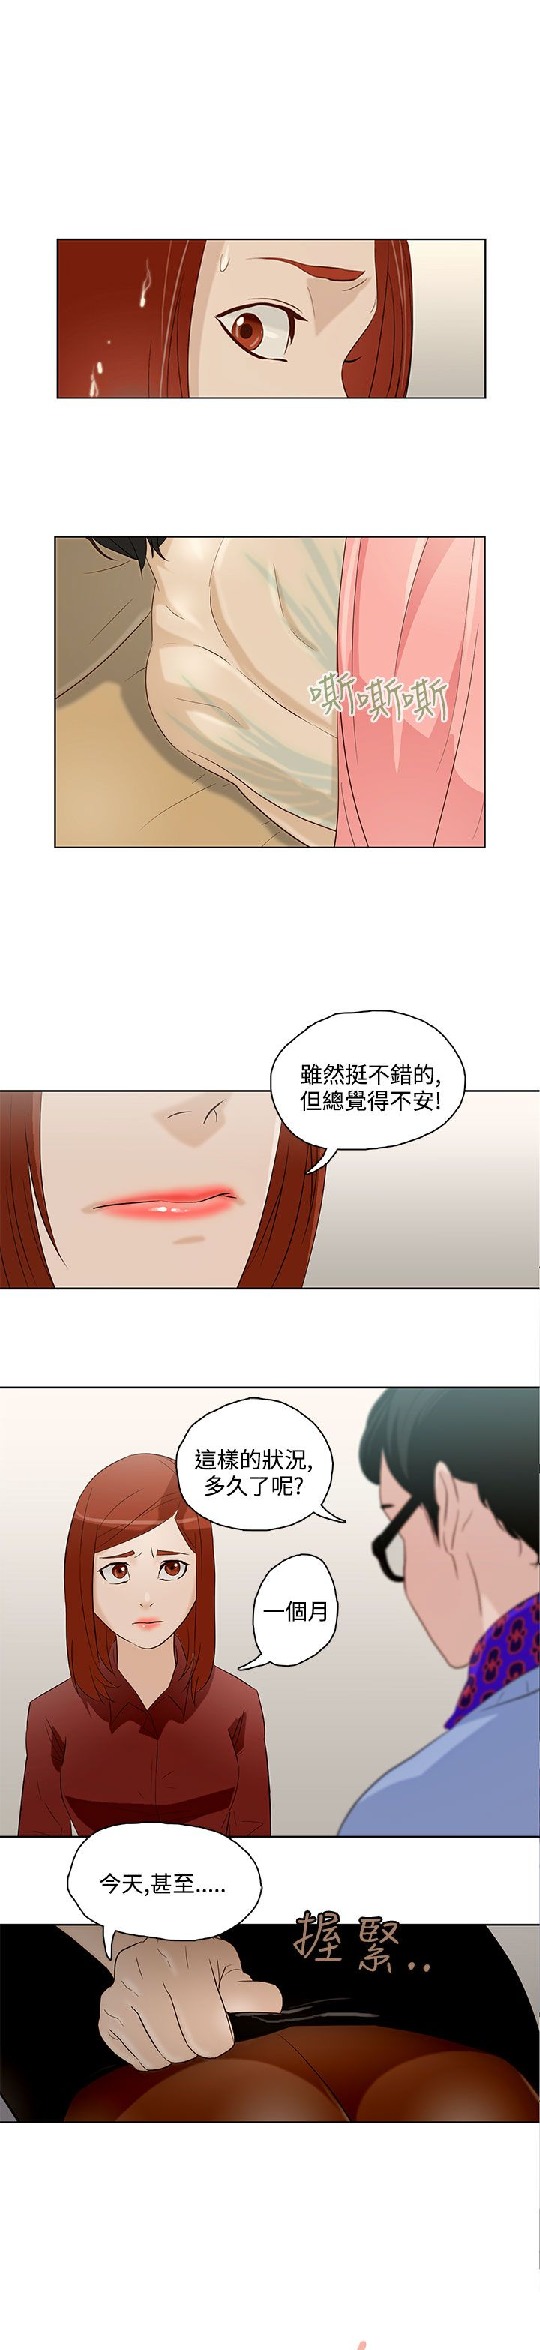 嘶嘶嘶
雖然挺不錯的,
但總覺得不安!
這樣的狀況,
多久了呢?
一個月
今天,甚至.....
握緊..